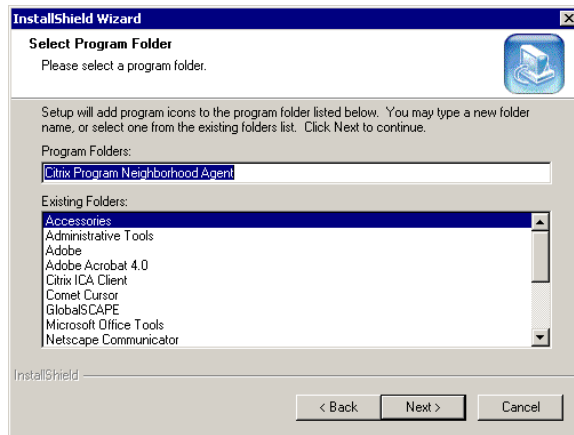 InstallShield Wizard
Select Program Folder
Please select a program folder.
Setup will add program icons to the program folder listed below. You may type a new folder
name, or select one from the existing folders list. Click Next to continue.
Program Folders:
Citrix Program Neighborhood Agent
Existing Folders:
Accessories
Administrative Tools
Adobe
Adobe Acrobat 4.0
Citrix ICA Client
Comet Cursor
GlobalSCAPE
Microsoft Office Tools
Netscape Communicator
InstallShield
< Back Next > Cancel